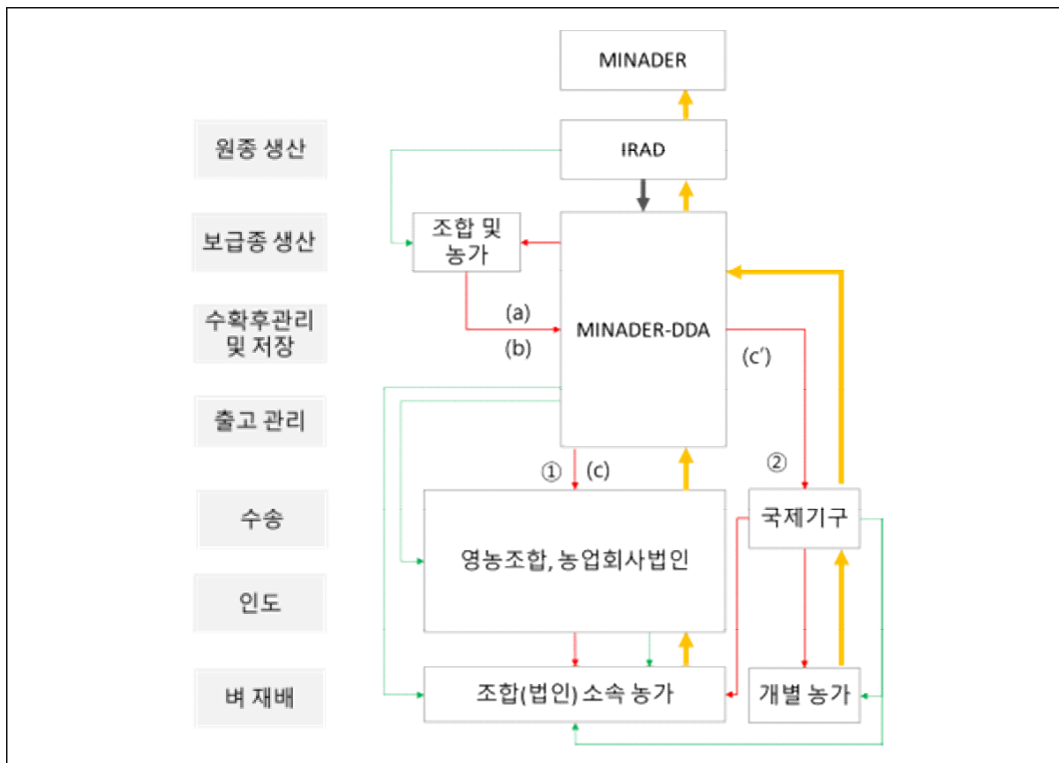 MINADER
원종 생산
IRAD
보급종 생산
조합 및
농가
수확후관리
및 저장
(a)
(b)
MINADER-DDA
(c’)
출고 관리
①
(c)
②
수송
영농조합, 농업회사법인
국제기구
인도
벼 재배
조합(법인) 소속 농가
개별 농가